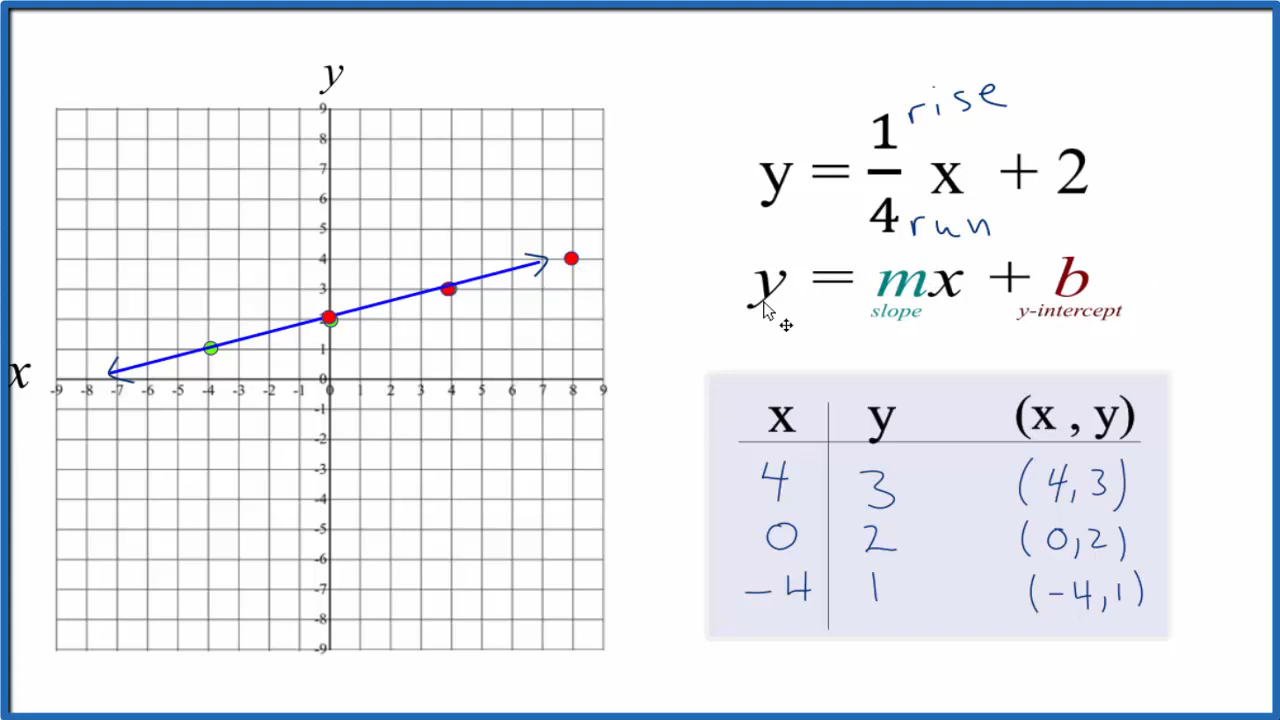 y
9
8
7
6
5
4
3
2
1
0
x
-9 -8 -7 -6 -5 -4 -3 -2 -1 0 1 2 3 4 5 6 7 8 9
-1
-2
-3
-4
-5
-6
-7
-8
-9
y = 1/4 x + 2
rise
run
y = mx + b
slope y-intercept
x y (x , y)
4 3 (4,3)
0 2 (0,2)
-4 1 (-4,1)